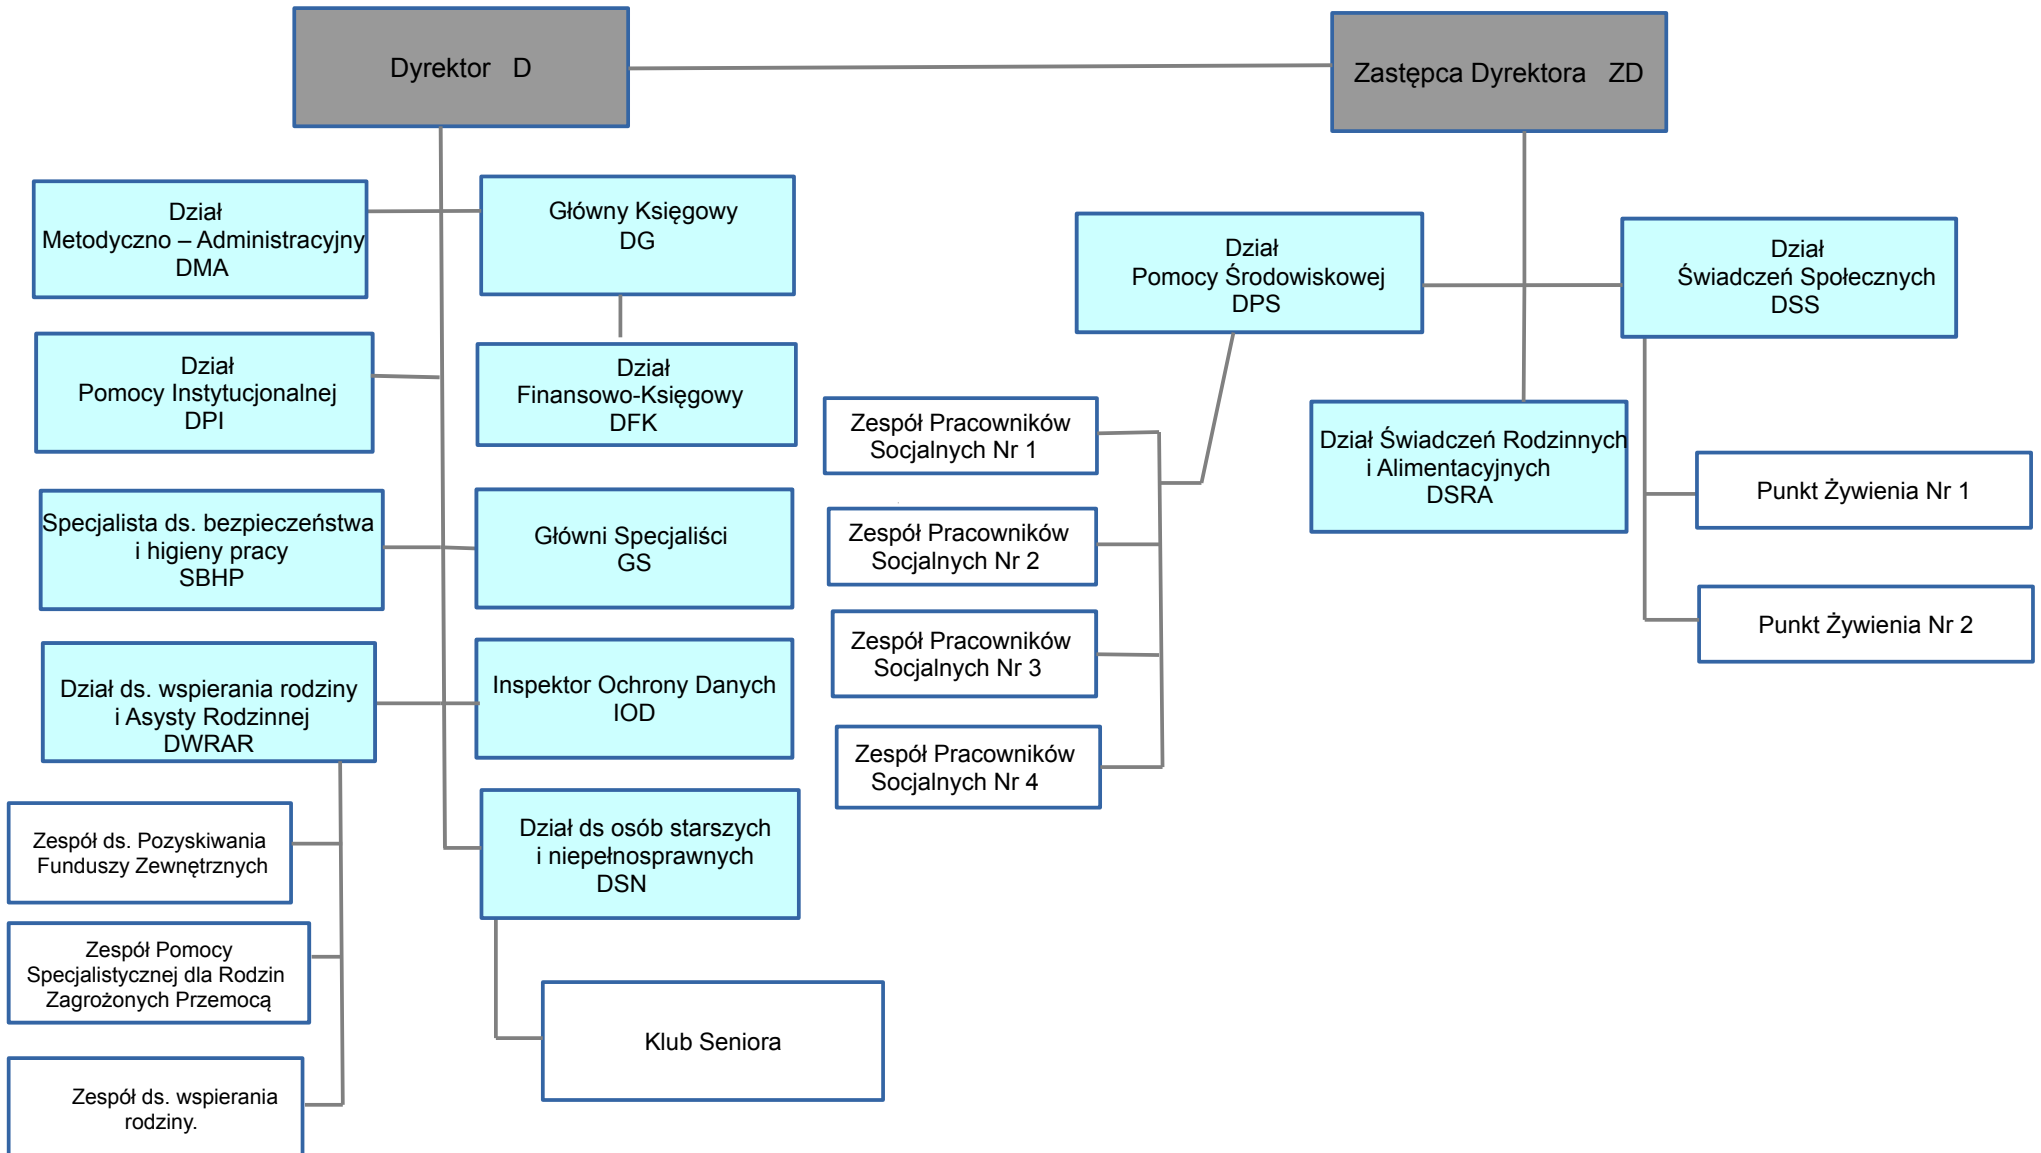 Dyrektor D
Zastępca Dyrektora ZD
Dział
Metodyczno – Administracyjny
DMA
Główny Księgowy
DG
Dział
Pomocy Środowiskowej
DPS
Dział
Świadczeń Społecznych
DSS
Dział
Pomocy Instytucjonalnej
DPI
Dział
Finansowo-Księgowy
DFK
Zespół Pracowników
Socjalnych Nr 1
Dział Świadczeń Rodzinnych
i Alimentacyjnych
DSRA
Punkt Żywienia Nr 1
Specjalista ds. bezpieczeństwa
i higieny pracy
SBHP
Główni Specjaliści
GS
Zespół Pracowników
Socjalnych Nr 2
Punkt Żywienia Nr 2
Zespół Pracowników
Socjalnych Nr 3
Dział ds. wspierania rodziny
i Asysty Rodzinnej
DWRAR
Inspektor Ochrony Danych
IOD
Zespół Pracowników
Socjalnych Nr 4
Zespół ds. Pozyskiwania
Funduszy Zewnętrznych
Dział ds osób starszych
i niepełnosprawnych
DSN
Zespół Pomocy
Specjalistycznej dla Rodzin
Zagrożonych Przemocą
Klub Seniora
Zespół ds. wspierania
rodziny.